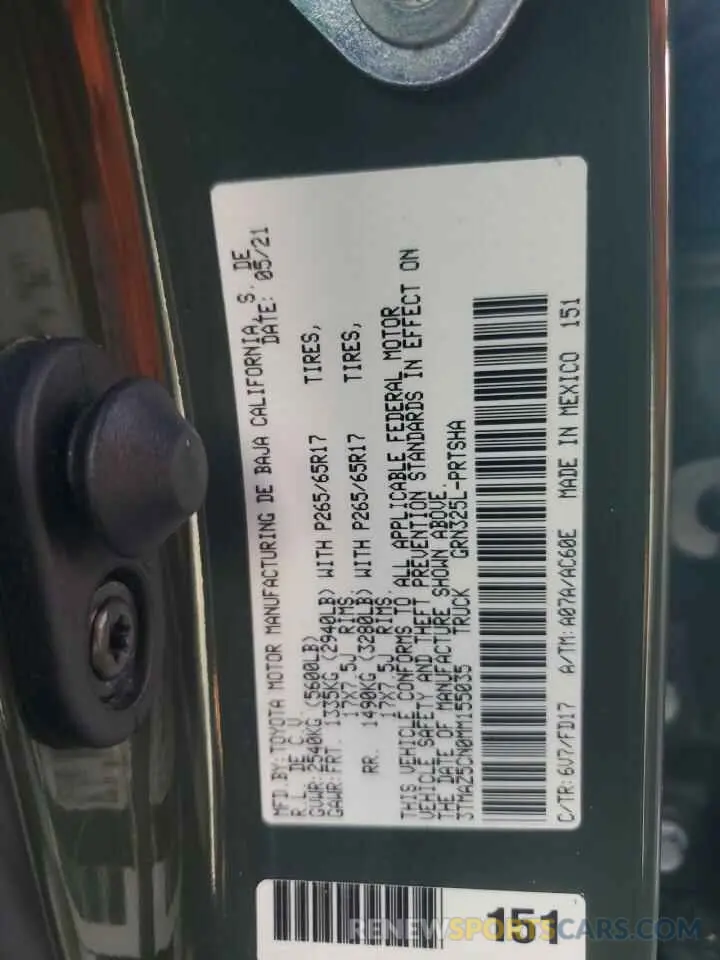 MFD.BY:TOYOTA MOTOR MANUFACTURING DE BAJA CALIFORNIA, S. DE
R.L. DE C.V. DATE: 05/21
GVWR:2540KG (5600LB)
GAWR:FRT. 1335KG (2940LB) WITH P265/65R17 TIRES,
17X7.5J RIMS.
RR. 1490KG (3280LB) WITH P265/65R17 TIRES,
17X7.5J RIMS.
THIS VEHICLE CONFORMS TO ALL APPLICABLE FEDERAL MOTOR
VEHICLE SAFETY AND THEFT PREVENTION STANDARDS IN EFFECT ON
THE DATE OF MANUFACTURE SHOWN ABOVE.
3TMAZ5CN0MM155035 TRUCK GRN325L-PRTSHA
C/TR:6V7/FD17 A/TM:A07A/AC60E MADE IN MEXICO 151
151
RENEWSPORTSCARS.COM